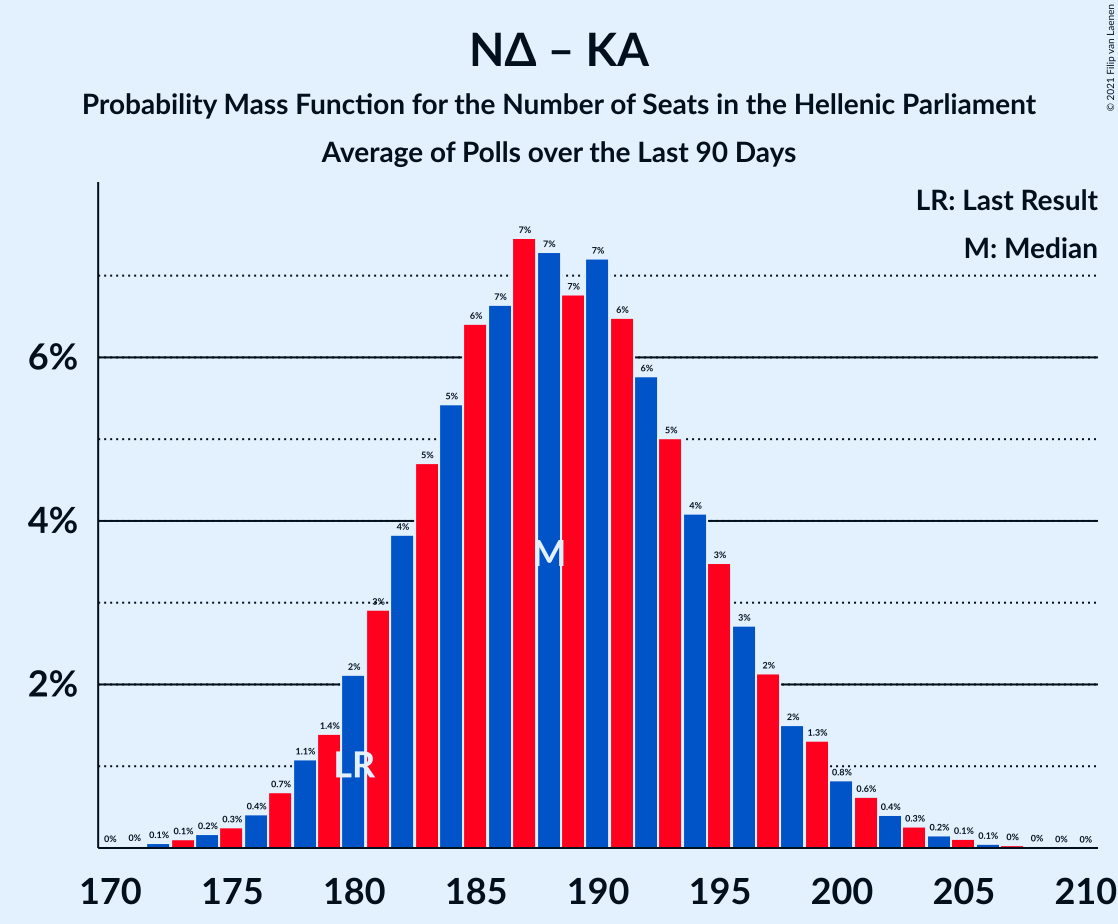 ΝΔ – ΚΑ
Probability Mass Function for the Number of Seats in the Hellenic Parliament
Average of Polls over the Last 90 Days
© 2021 Filip van Laenen
LR: Last Result
M: Median
6%
4%
2%
0% 0% 0.1% 0.1% 0.2% 0.3% 0.4% 0.7% 1.1% 1.4% 2% 3% 4% 5% 5% 6% 7% 7% 7% 7% 7% 6% 6% 5% 4% 3% 3% 2% 2% 1.3% 0.8% 0.6% 0.4% 0.3% 0.2% 0.1% 0.1% 0% 0% 0% 0%
M
LR
170 175 180 185 190 195 200 205 210